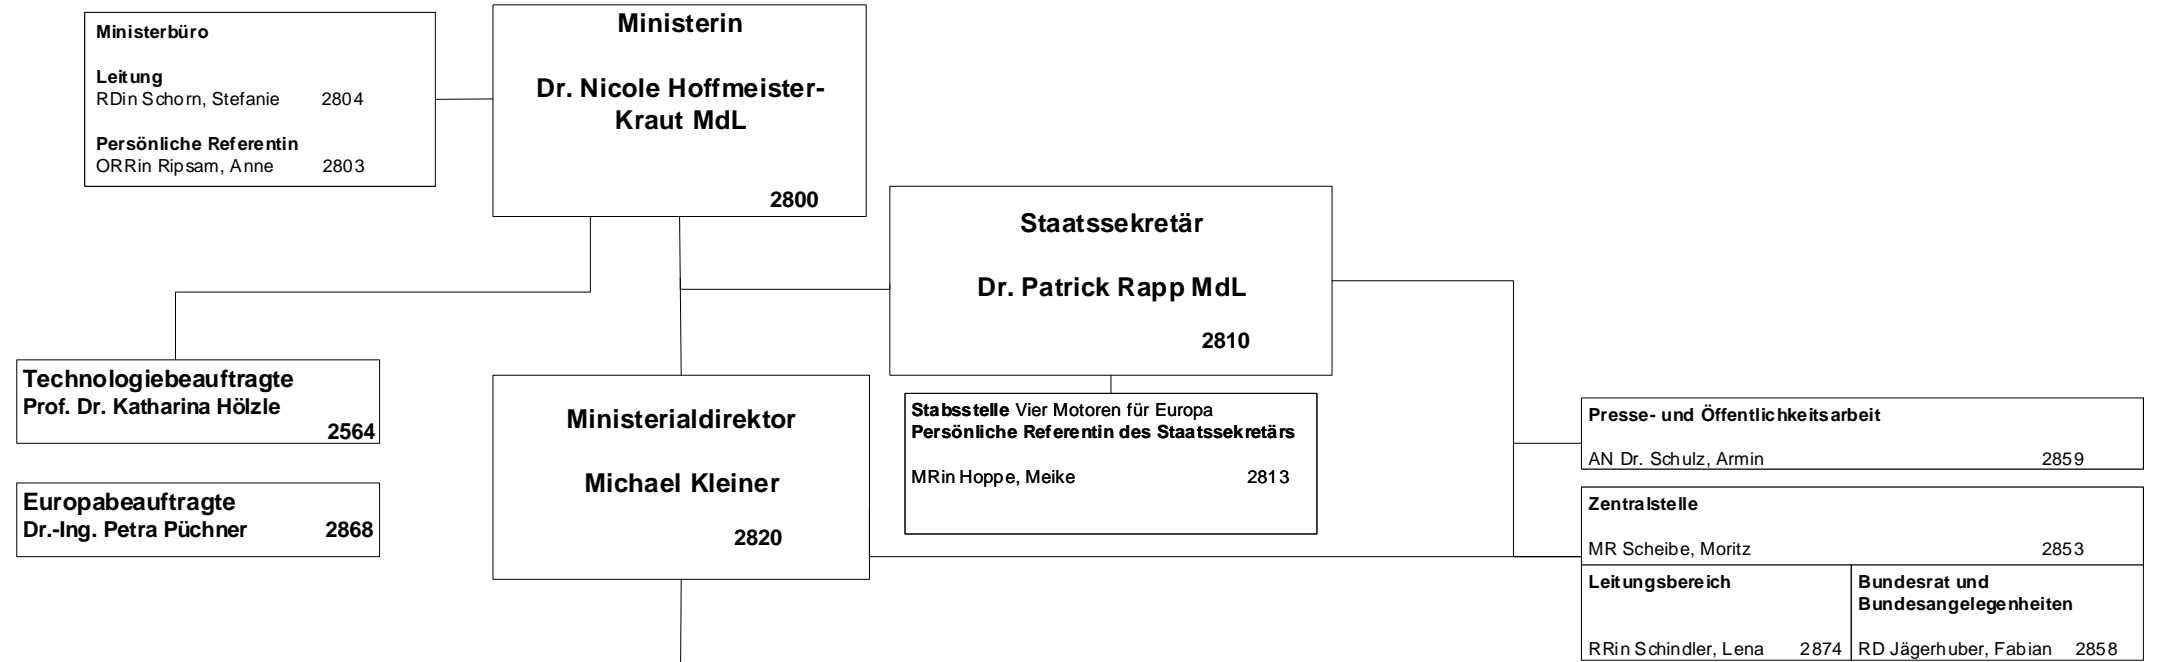 Ministerbüro
Leitung
RDin Schorn, Stefanie 2804
Persönliche Referentin
ORRin Ripsam, Anne 2803
Ministerin
Dr. Nicole Hoffmeister-
Kraut MdL
2800
Staatssekretär
Dr. Patrick Rapp MdL
2810
Technologiebeauftragte
Prof. Dr. Katharina Hölzle
2564
Europabeauftragte
Dr.-Ing. Petra Püchner 2868
Ministerialdirektor
Michael Kleiner
2820
Stabsstelle Vier Motoren für Europa
Persönliche Referentin des Staatssekretärs
MRin Hoppe, Meike 2813
Presse- und Öffentlichkeitsarbeit
AN Dr. Schulz, Armin 2859
Zentralstelle
MR Scheibe, Moritz 2853
Leitungsbereich
RRin Schindler, Lena 2874
Bundesrat und
Bundesangelegenheiten
RD Jägerhuber, Fabian 2858